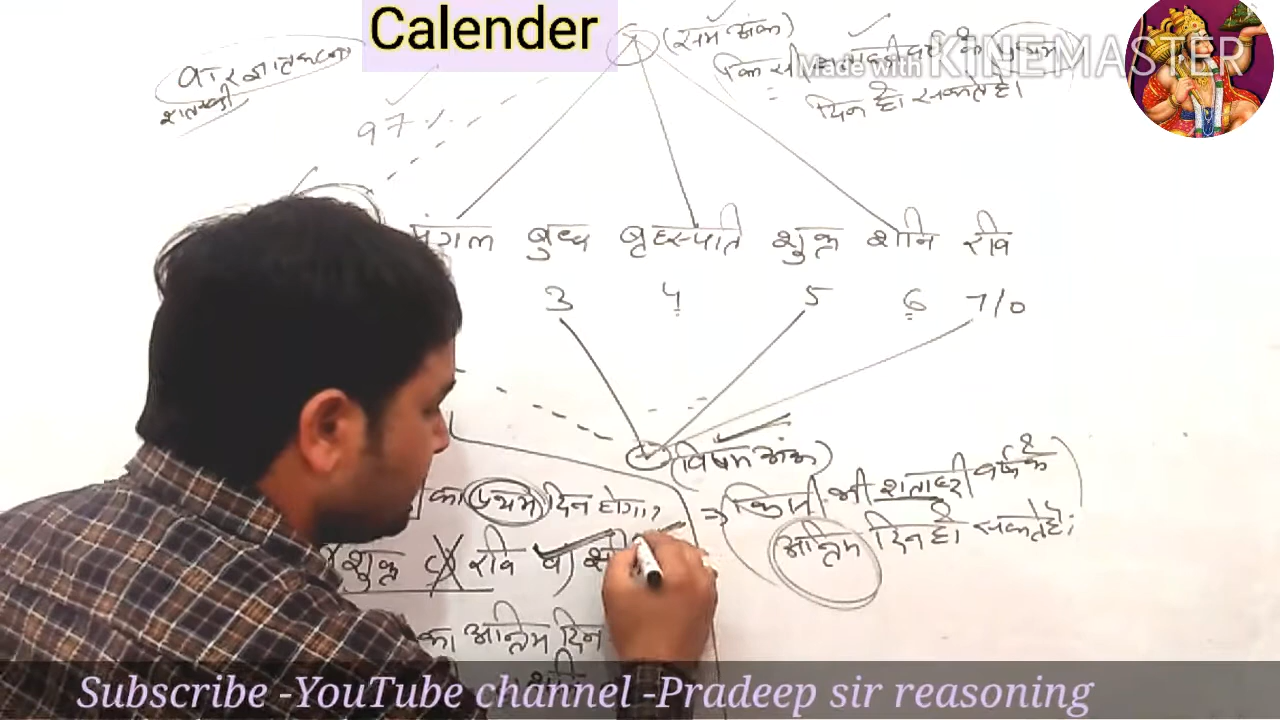 Calender
(सम अंक)
किसी शताब्दी वर्ष के प्रथम
दिन हो सकते है।
Made with KINEMASTER
वार ज्ञात करना
शताब्दी
97%
मंगल बुध्ध बृहस्पति शुक्र शनि रवि
3 4 5 6 7/0
(विषम अंक)
⇒ किसी भी शताब्दी वर्ष के
अन्तिम दिन हो सकते है।
का प्रथम दिन होगा?
शुक्र c) रवि
का अन्तिम दिन
Subscribe -YouTube channel -Pradeep sir reasoning